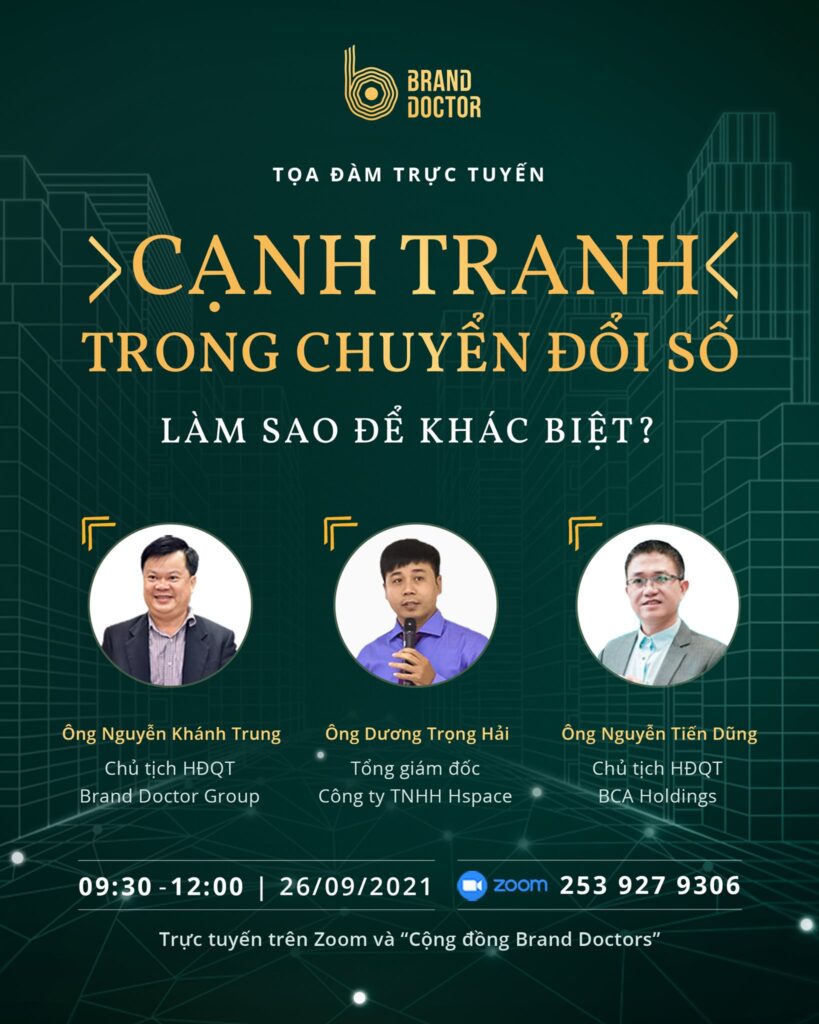 BRAND
DOCTOR
TỌA ĐÀM TRỰC TUYẾN
>CẠNH TRANH<
TRONG CHUYỂN ĐỔI SỐ
LÀM SAO ĐỂ KHÁC BIỆT?
Ông Nguyễn Khánh Trung
Chủ tịch HĐQT
Brand Doctor Group
Ông Dương Trọng Hải
Tổng giám đốc
Công ty TNHH Hspace
Ông Nguyễn Tiến Dũng
Chủ tịch HĐQT
BCA Holdings
09:30 - 12:00 | 26/09/2021
zoom 253 927 9306
Trực tuyến trên Zoom và “Cộng đồng Brand Doctors”